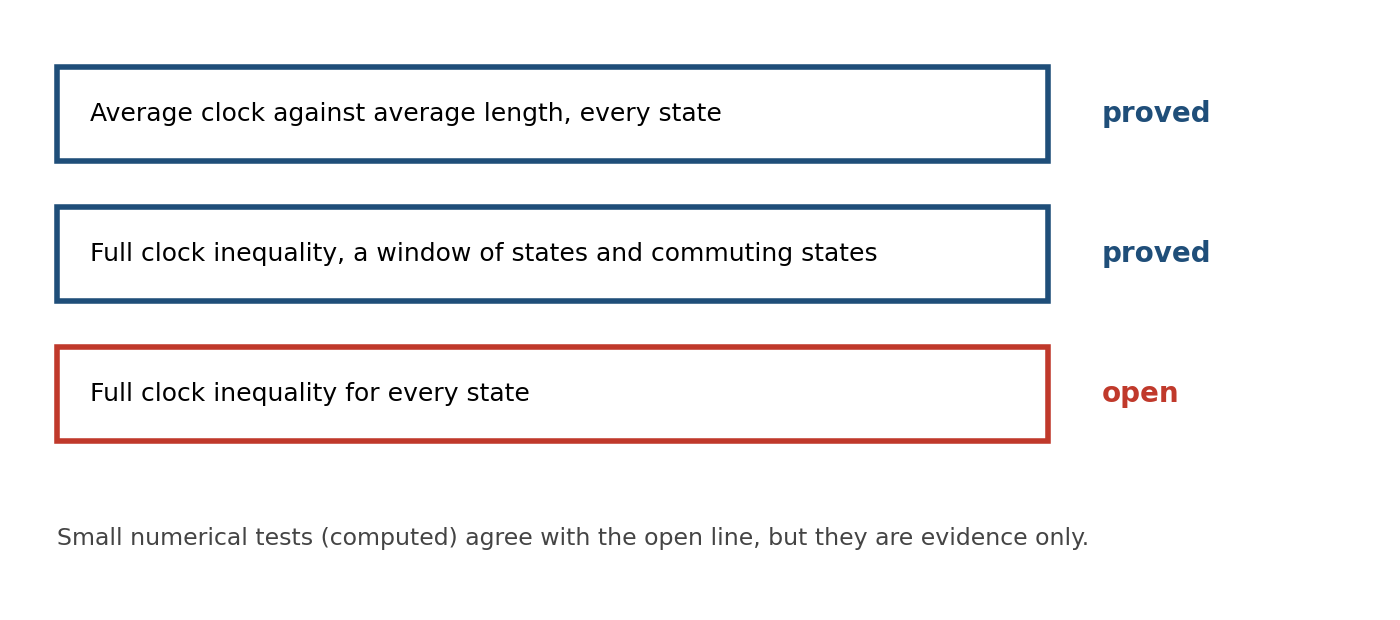 Average clock against average length, every state proved
Full clock inequality, a window of states and commuting states proved
Full clock inequality for every state open
Small numerical tests (computed) agree with the open line, but they are evidence only.